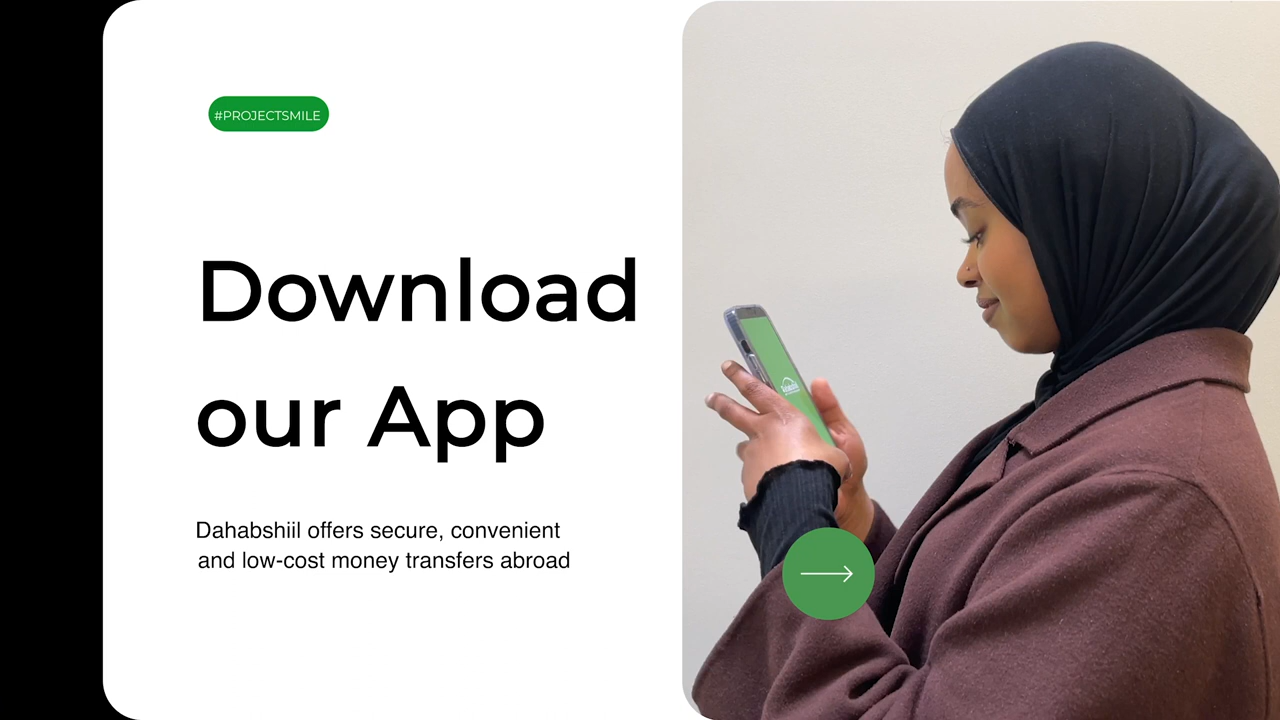 #PROJECTSMILE
Download
our App
Dahabshiil offers secure, convenient
and low-cost money transfers abroad